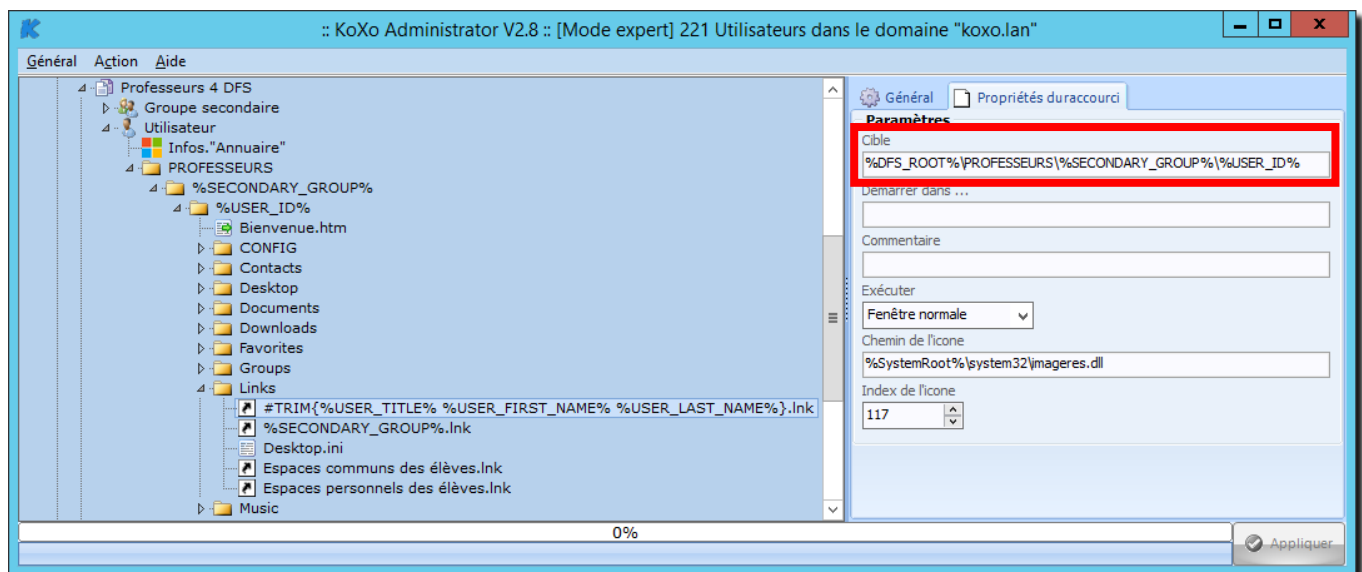 :: KoXo Administrator V2.8 :: [Mode expert] 221 Utilisateurs dans le domaine "koxo.lan"
Général Action Aide
Professeurs 4 DFS
Groupe secondaire
Utilisateur
Infos."Annuaire"
PROFESSEURS
%SECONDARY_GROUP%
%USER_ID%
Bienvenue.htm
CONFIG
Contacts
Desktop
Documents
Downloads
Favorites
Groups
Links
#TRIM{%USER_TITLE% %USER_FIRST_NAME% %USER_LAST_NAME%}.lnk
%SECONDARY_GROUP%.lnk
Desktop.ini
Espaces communs des élèves.lnk
Espaces personnels des élèves.lnk
Music
Général Propriétés du raccourci
Paramètres
Cible
%DFS_ROOT%\PROFESSEURS\%SECONDARY_GROUP%\%USER_ID%
Démarrer dans ...
Commentaire
Exécuter
Fenêtre normale
Chemin de l'icone
%SystemRoot%\system32\imageres.dll
Index de l'icone
117
0%
Appliquer